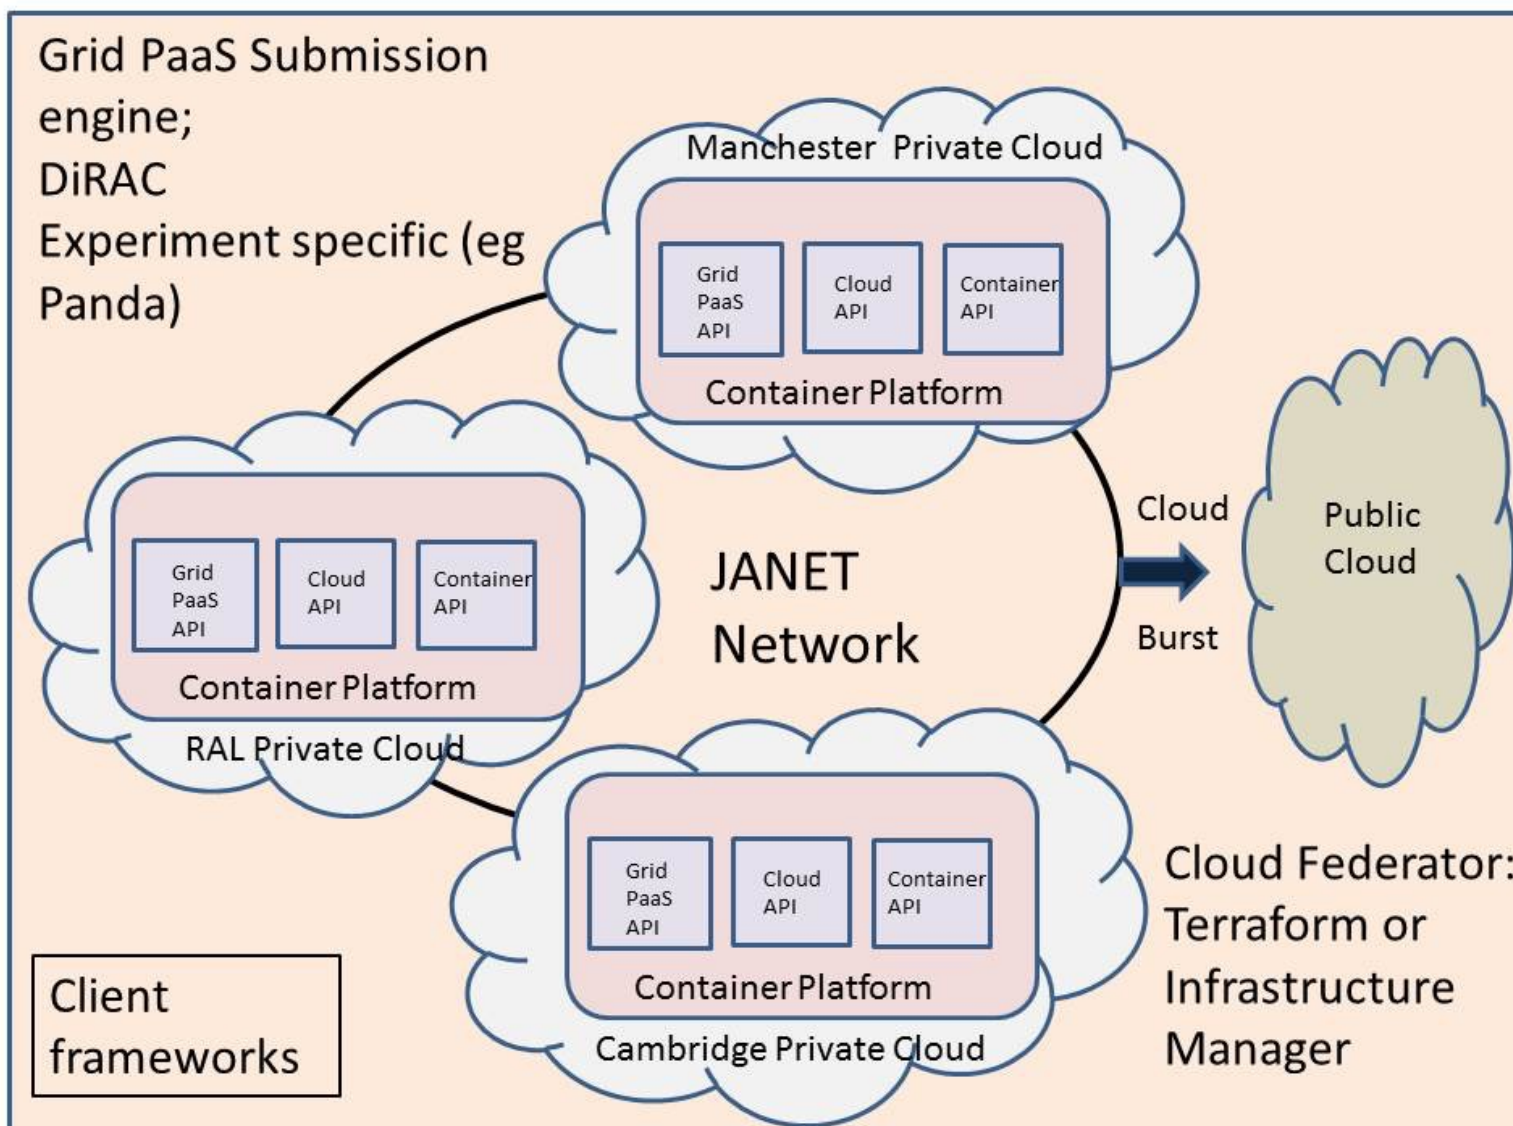 Grid PaaS Submission
engine;
DiRAC
Experiment specific (eg
Panda)
Manchester Private Cloud
Grid
PaaS
API
Cloud
API
Container
API
Container Platform
Grid
PaaS
API
Cloud
API
Container
API
Container Platform
RAL Private Cloud
JANET
Network
Cloud
Burst
Public
Cloud
Grid
PaaS
API
Cloud
API
Container
API
Container Platform
Cambridge Private Cloud
Cloud Federator:
Terraform or
Infrastructure
Manager
Client
frameworks